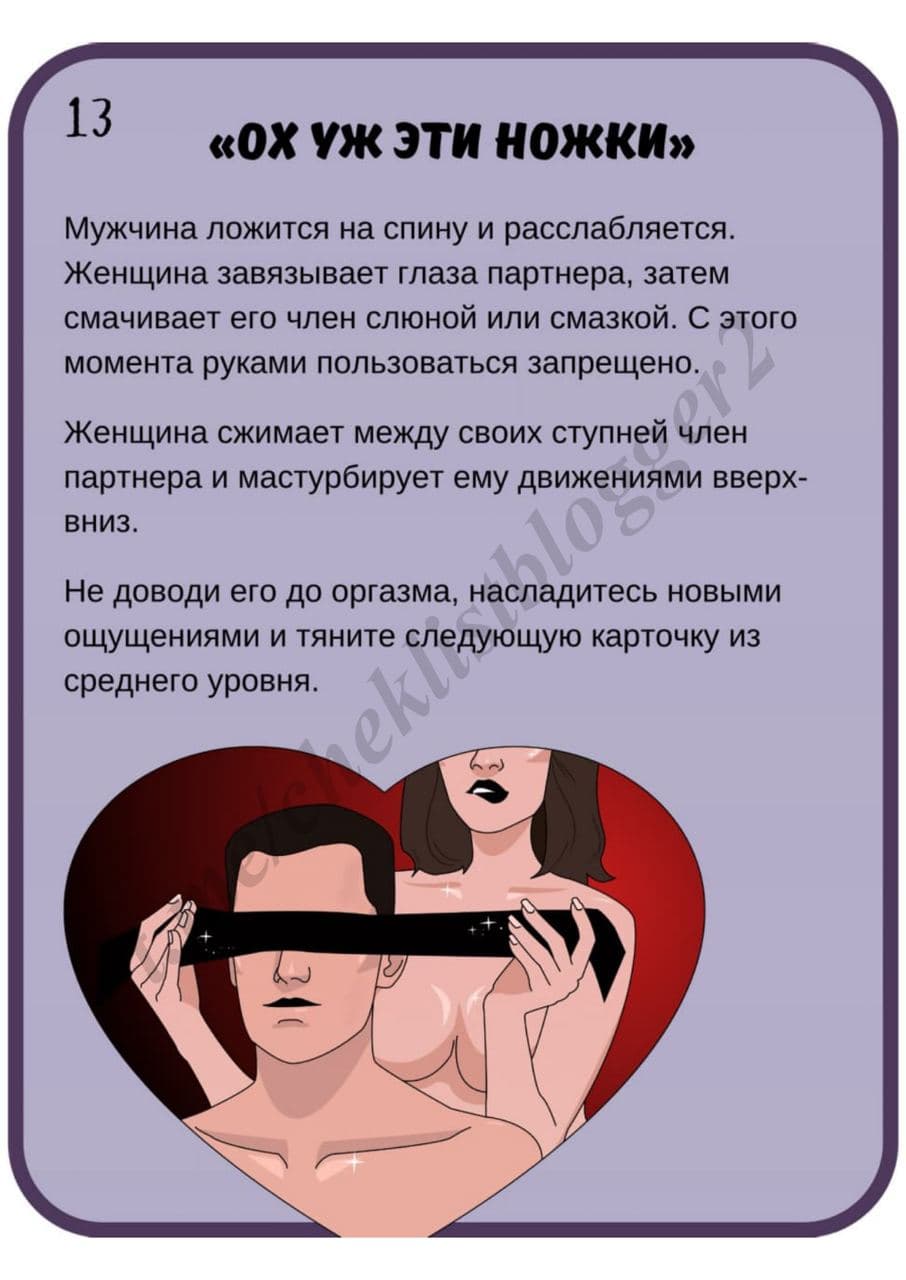 13
«ОХ УЖ ЭТИ НОЖКИ»
Мужчина ложится на спину и расслабляется.
Женщина завязывает глаза партнера, затем
смачивает его член слюной или смазкой. С этого
момента руками пользоваться запрещено.
Женщина сжимает между своих ступней член
партнера и мастурбирует ему движениями вверх-
вниз.
Не доводи его до оргазма, насладитесь новыми
ощущениями и тяните следующую карточку из
среднего уровня.
cheklistblogger2